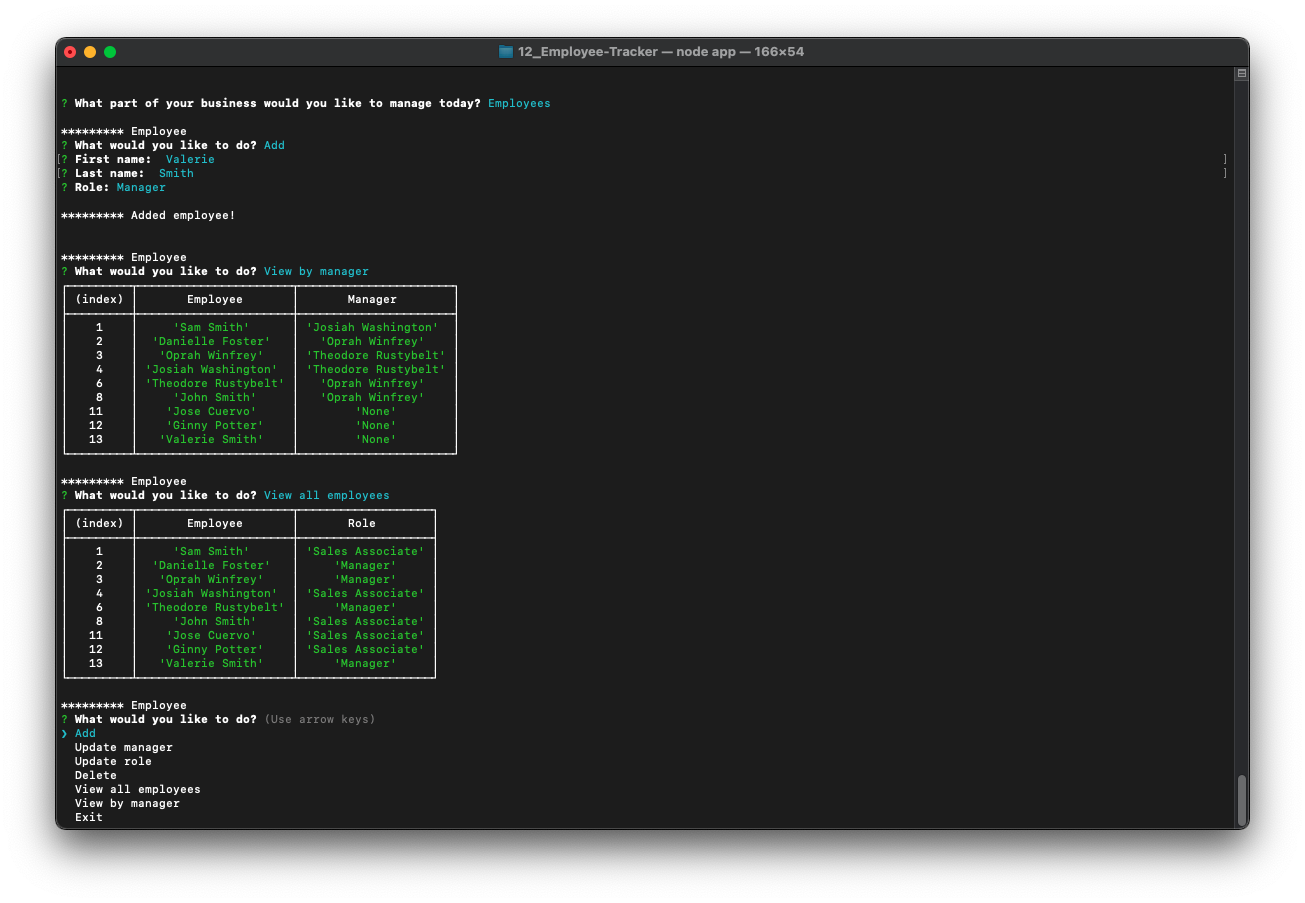 12_Employee-Tracker — node app — 166×54
? What part of your business would you like to manage today? Employees
********* Employee
? What would you like to do? Add
[? First name:  Valerie ]
[? Last name:  Smith ]
? Role: Manager
********* Added employee!
********* Employee
? What would you like to do? View by manager
(index) Employee Manager
1 'Sam Smith' 'Josiah Washington'
2 'Danielle Foster' 'Oprah Winfrey'
3 'Oprah Winfrey' 'Theodore Rustybelt'
4 'Josiah Washington' 'Theodore Rustybelt'
6 'Theodore Rustybelt' 'Oprah Winfrey'
8 'John Smith' 'Oprah Winfrey'
11 'Jose Cuervo' 'None'
12 'Ginny Potter' 'None'
13 'Valerie Smith' 'None'
********* Employee
? What would you like to do? View all employees
(index) Employee Role
1 'Sam Smith' 'Sales Associate'
2 'Danielle Foster' 'Manager'
3 'Oprah Winfrey' 'Manager'
4 'Josiah Washington' 'Sales Associate'
6 'Theodore Rustybelt' 'Manager'
8 'John Smith' 'Sales Associate'
11 'Jose Cuervo' 'Sales Associate'
12 'Ginny Potter' 'Sales Associate'
13 'Valerie Smith' 'Manager'
********* Employee
? What would you like to do? (Use arrow keys)
❯ Add
Update manager
Update role
Delete
View all employees
View by manager
Exit